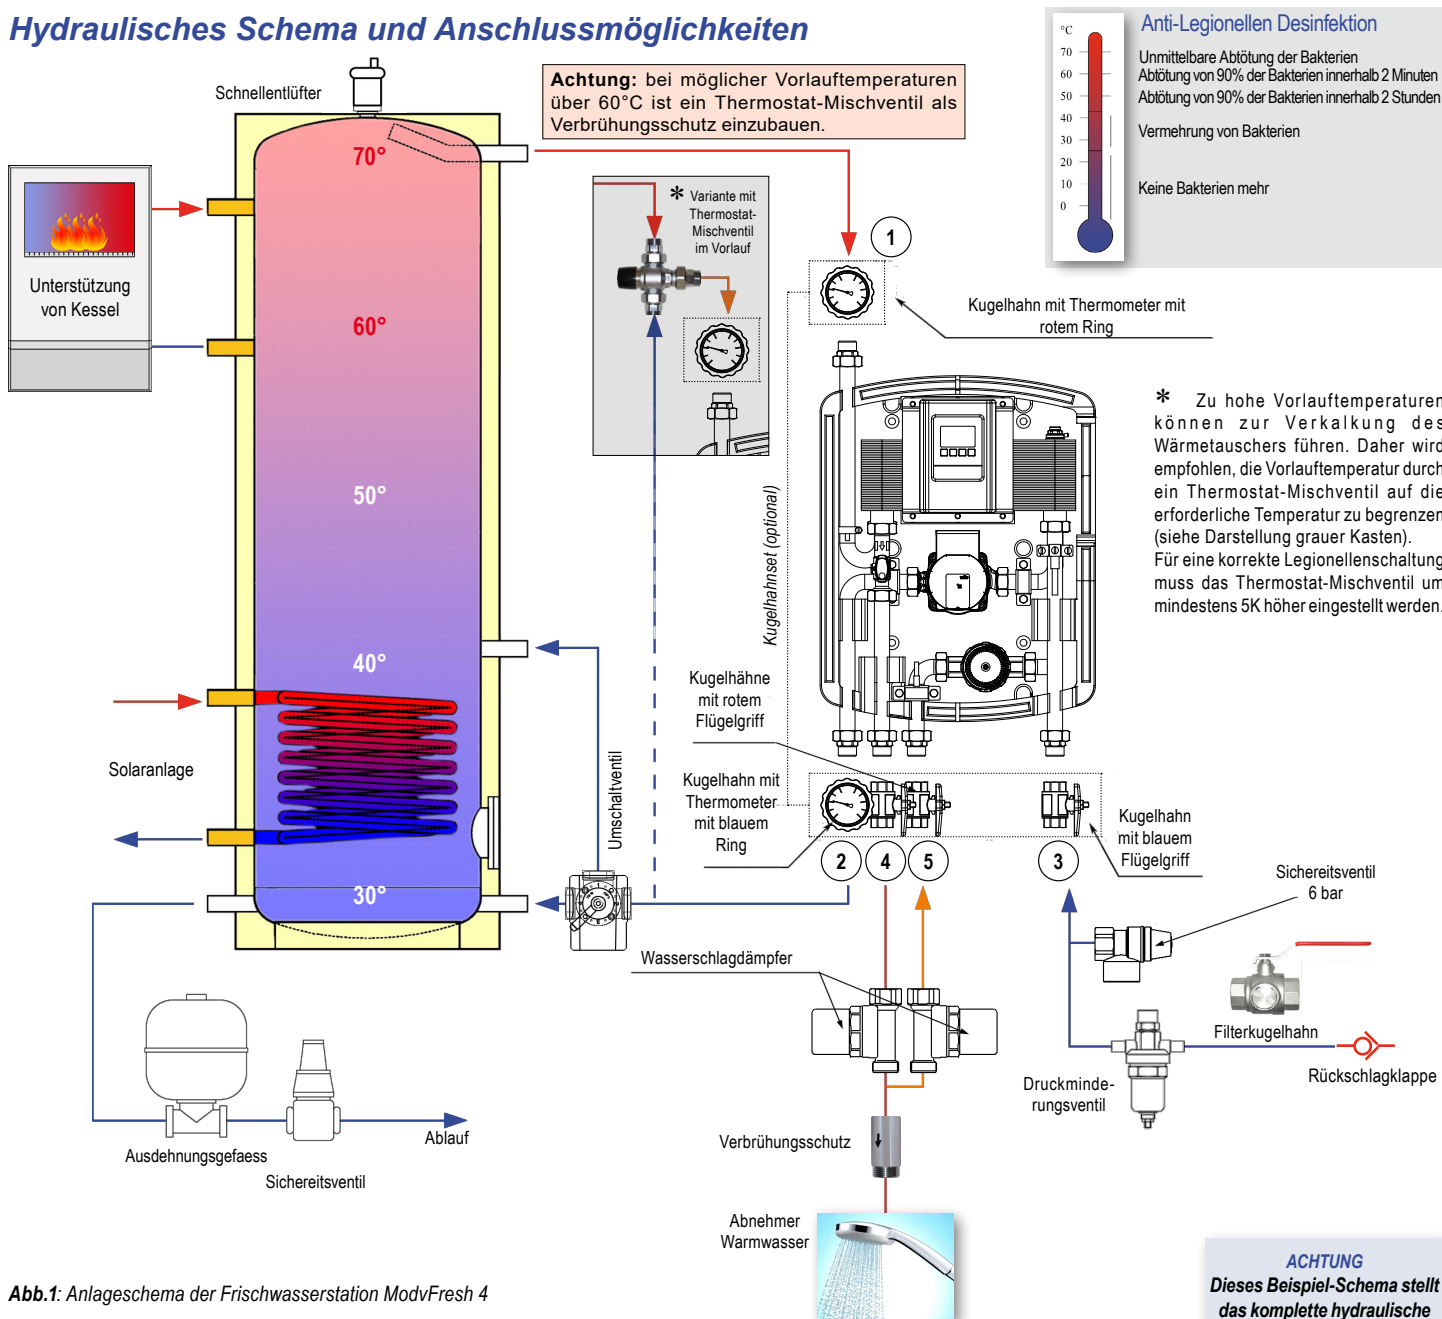 Hydraulisches Schema und Anschlussmöglichkeiten
Schnellentlüfter
Achtung: bei möglicher Vorlauftemperaturen
über 60°C ist ein Thermostat-Mischventil als
Verbrühungsschutz einzubauen.
Anti-Legionellen Desinfektion
°C
70
60
50
40
30
20
10
0
Unmittelbare Abtötung der Bakterien
Abtötung von 90% der Bakterien innerhalb 2 Minuten
Abtötung von 90% der Bakterien innerhalb 2 Stunden
Vermehrung von Bakterien
Keine Bakterien mehr
Unterstützung
von Kessel
70°
60°
50°
40°
30°
* Variante mit
Thermostat-
Mischventil
im Vorlauf
1
Kugelhahn mit Thermometer mit
rotem Ring
* Zu hohe Vorlauftemperaturen
können zur Verkalkung des
Wärmetauschers führen. Daher wird
empfohlen, die Vorlauftemperatur durch
ein Thermostat-Mischventil auf die
erforderliche Temperatur zu begrenzen
(siehe Darstellung grauer Kasten).
Für eine korrekte Legionellenschaltung
muss das Thermostat-Mischventil um
mindestens 5K höher eingestellt werden.
Kugelhahnset (optional)
Kugelhähne
mit rotem
Flügelgriff
Kugelhahn mit
Thermometer
mit blauem
Ring
Solaranlage
Umschaltventil
Kugelhahn
mit blauem
Flügelgriff
2
4
5
3
Sichereitsventil
6 bar
Wasserschlagdämpfer
Filterkugelhahn
Rückschlagklappe
Druckminde-
rungsventil
Ablauf
Ausdehnungsgefaess
Sichereitsventil
Verbrühungsschutz
Abnehmer
Warmwasser
Abb.1: Anlageschema der Frischwasserstation ModvFresh 4
ACHTUNG
Dieses Beispiel-Schema stellt
das komplette hydraulische